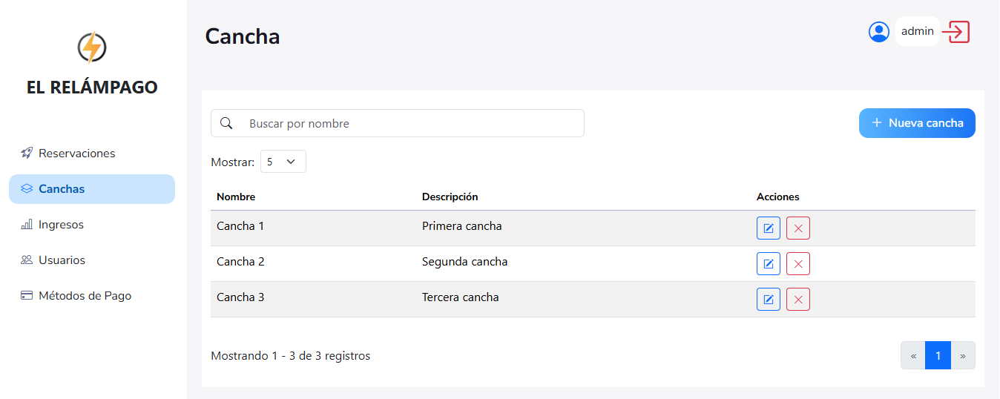 Cancha
admin
EL RELÁMPAGO
Reservaciones
Canchas
Ingresos
Usuarios
Métodos de Pago
Buscar por nombre
+ Nueva cancha
Mostrar: 5
Nombre Descripción Acciones
Cancha 1 Primera cancha
Cancha 2 Segunda cancha
Cancha 3 Tercera cancha
Mostrando 1 - 3 de 3 registros
« 1 »